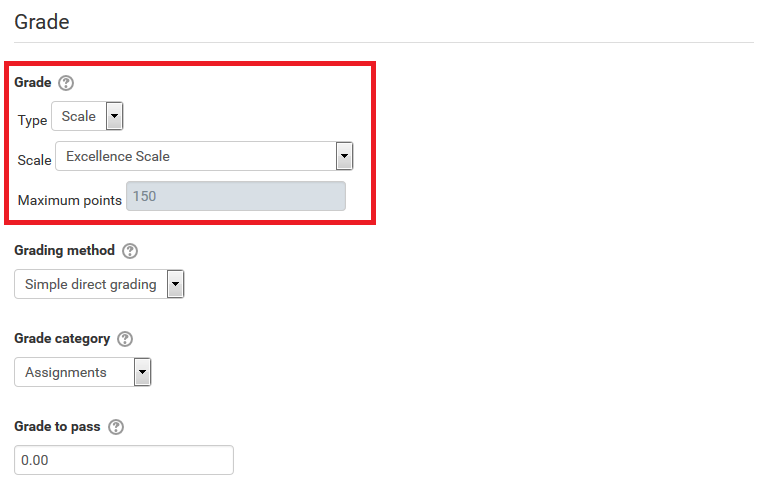 Grade
Grade ?
Type Scale
Scale Excellence Scale
Maximum points 150
Grading method ?
Simple direct grading
Grade category ?
Assignments
Grade to pass ?
0.00